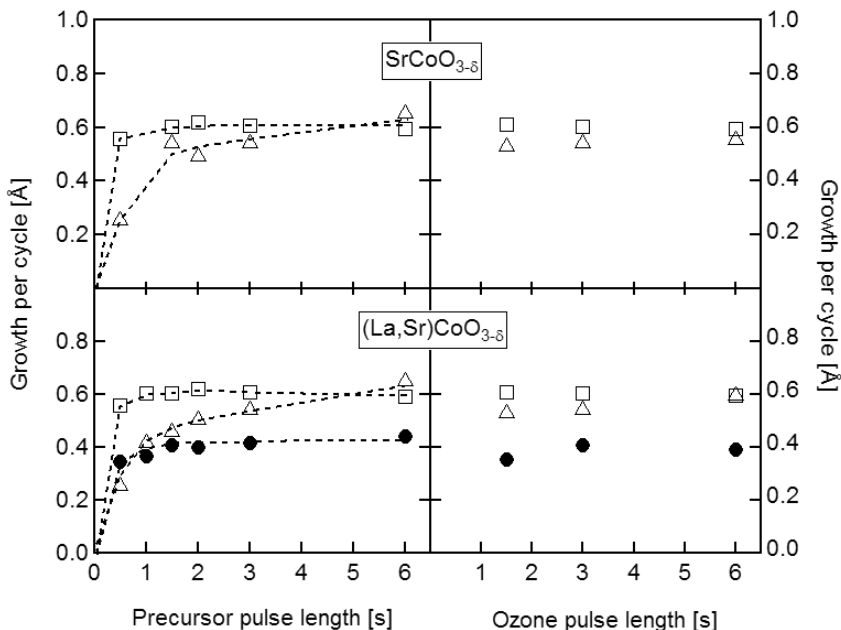 1.0
0.8
0.6
0.4
0.2
SrCoO3-δ
1.0
0.8
0.6
0.4
0.2
Growth per cycle [Å]
Growth per cycle [Å]
0.8
0.6
0.4
0.2
0.0
(La,Sr)CoO3-δ
0.8
0.6
0.4
0.2
0.0
0 1 2 3 4 5 6
1 2 3 4 5 6
Precursor pulse length [s]
Ozone pulse length [s]